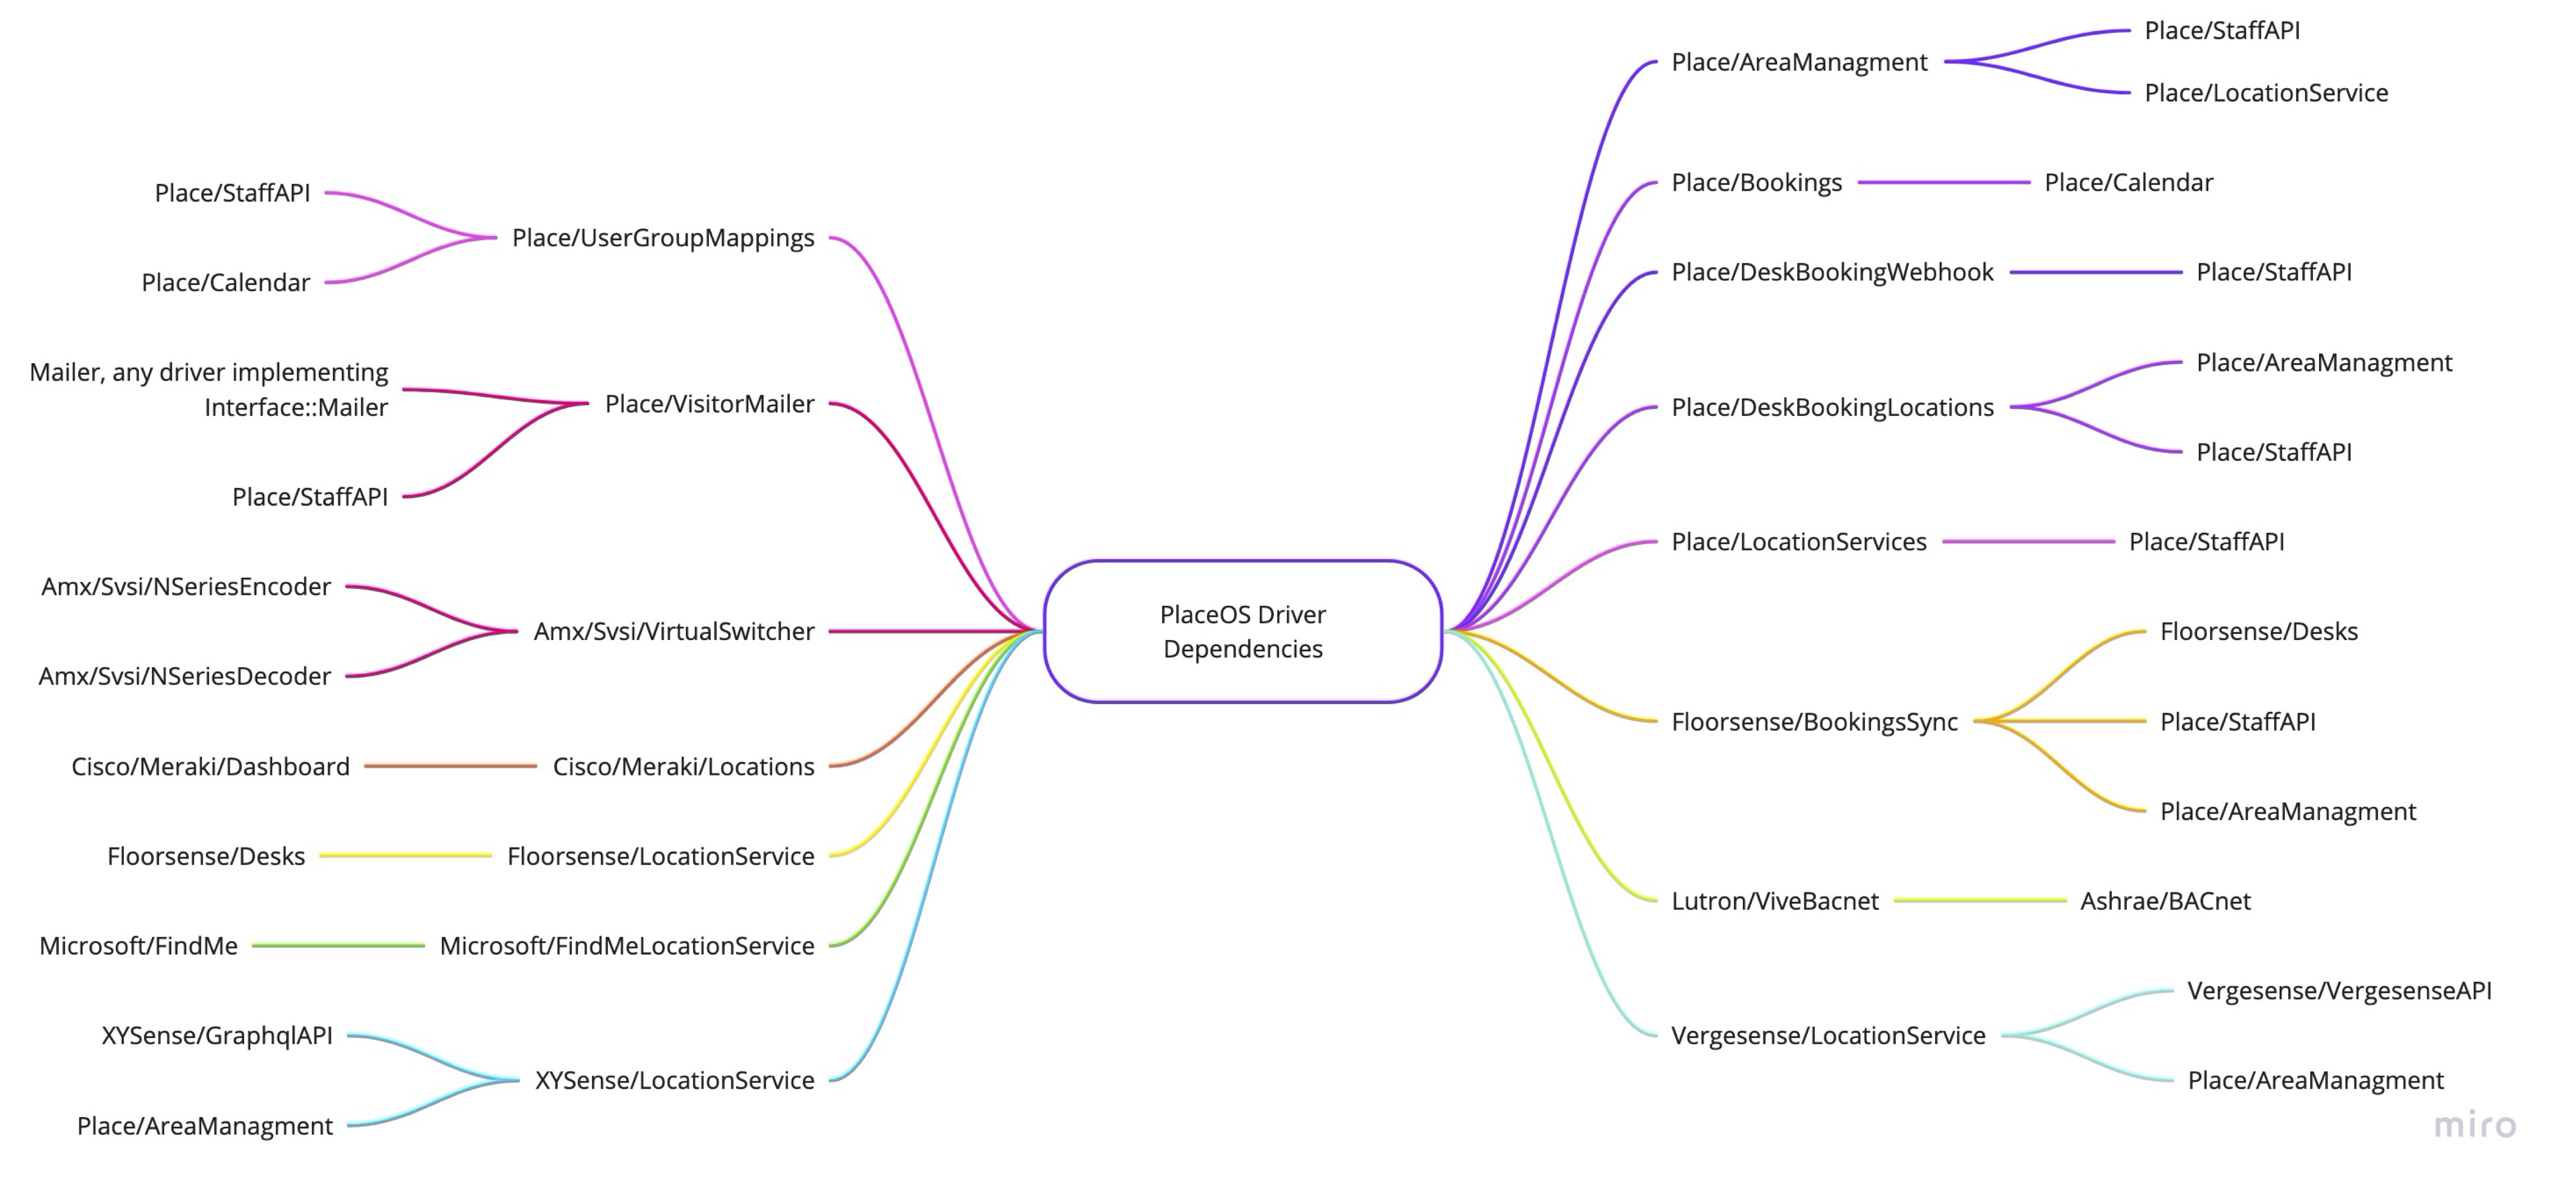 PlaceOS Driver
Dependencies
Place/AreaManagment
Place/StaffAPI
Place/LocationService
Place/Bookings
Place/Calendar
Place/DeskBookingWebhook
Place/StaffAPI
Place/DeskBookingLocations
Place/AreaManagment
Place/StaffAPI
Place/LocationServices
Place/StaffAPI
Floorsense/BookingsSync
Floorsense/Desks
Place/StaffAPI
Place/AreaManagment
Lutron/ViveBacnet
Ashrae/BACnet
Vergesense/LocationService
Vergesense/VergesenseAPI
Place/AreaManagment
Place/UserGroupMappings
Place/StaffAPI
Place/Calendar
Place/VisitorMailer
Mailer, any driver implementing
Interface::Mailer
Place/StaffAPI
Amx/Svsi/VirtualSwitcher
Amx/Svsi/NSeriesEncoder
Amx/Svsi/NSeriesDecoder
Cisco/Meraki/Locations
Cisco/Meraki/Dashboard
Floorsense/LocationService
Floorsense/Desks
Microsoft/FindMeLocationService
Microsoft/FindMe
XYSense/LocationService
XYSense/GraphqlAPI
Place/AreaManagment
miro